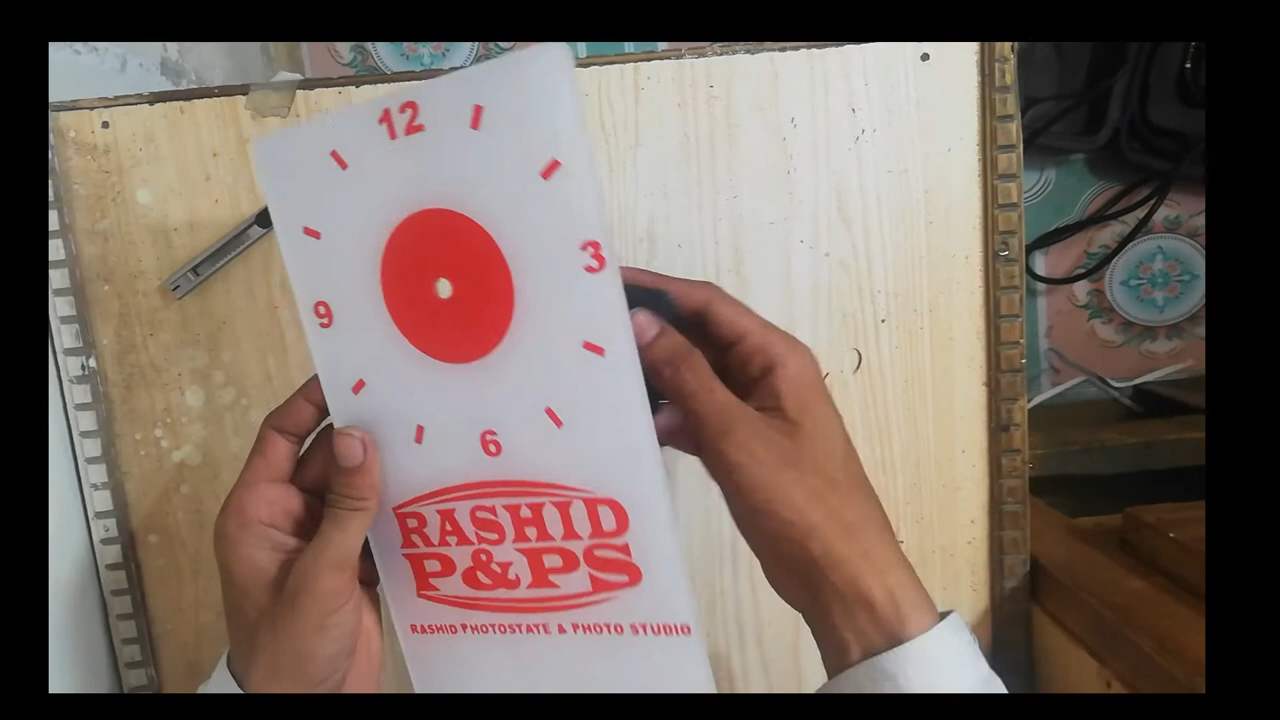 12
3
9
6
RASHID
P&PS
RASHID PHOTOSTATE & PHOTO STUDIO